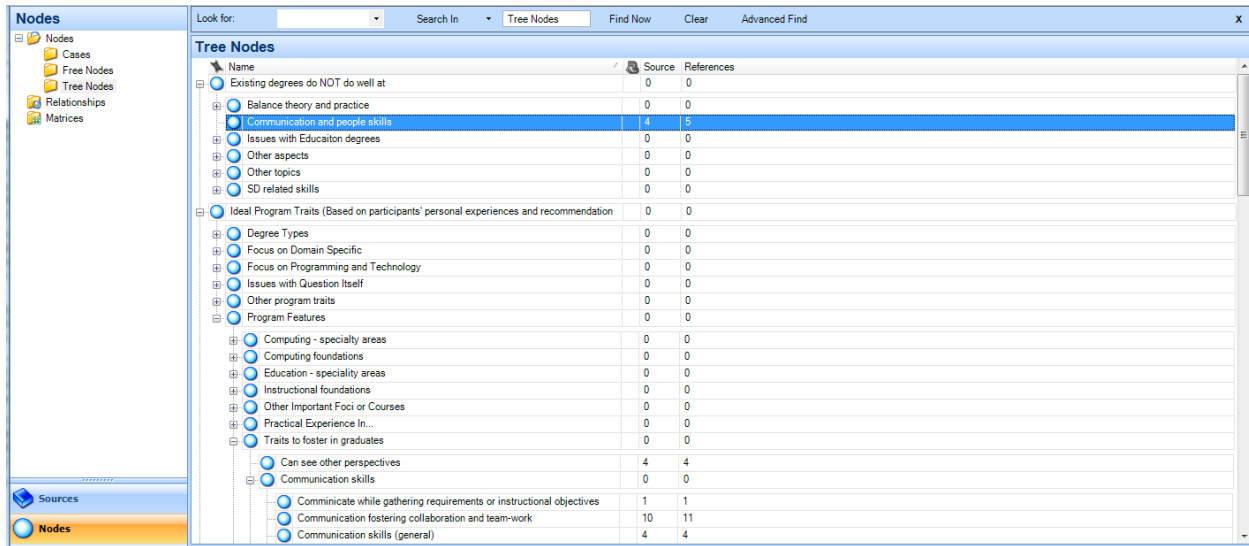 Nodes
Nodes
Cases
Free Nodes
Tree Nodes
Relationships
Matrices
Sources
Nodes
Look for: Search In Tree Nodes Find Now Clear Advanced Find x
Tree Nodes
Name Source References
Existing degrees do NOT do well at 0 0
Balance theory and practice 0 0
Communication and people skills 4 5
Issues with Educaiton degrees 0 0
Other aspects 0 0
Other topics 0 0
SD related skills 0 0
Ideal Program Traits (Based on participants' personal experiences and recommendation 0 0
Degree Types 0 0
Focus on Domain Specific 0 0
Focus on Programming and Technology 0 0
Issues with Question Itself 0 0
Other program traits 0 0
Program Features 0 0
Computing - specialty areas 0 0
Computing foundations 0 0
Education - speciality areas 0 0
Instructional foundations 0 0
Other Important Foci or Courses 0 0
Practical Experience In... 0 0
Traits to foster in graduates 0 0
Can see other perspectives 4 4
Communication skills 0 0
Comminicate while gathering requirements or instructional objectives 1 1
Communication fostering collaboration and team-work 10 11
Communication skills (general) 4 4